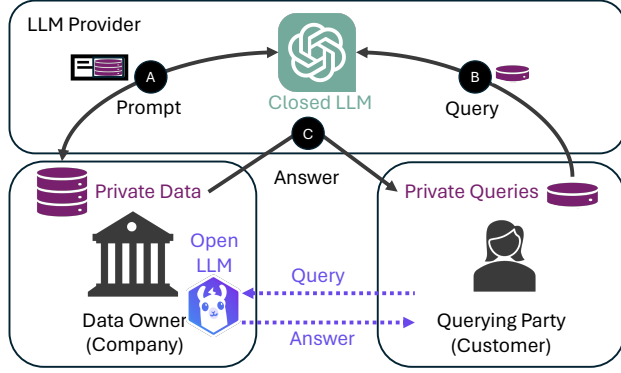 LLM Provider
A
B
Prompt
Closed LLM
Query
C
Private Data
Answer
Private Queries
Open
LLM
Query
Data Owner
(Company)
Answer
Querying Party
(Customer)